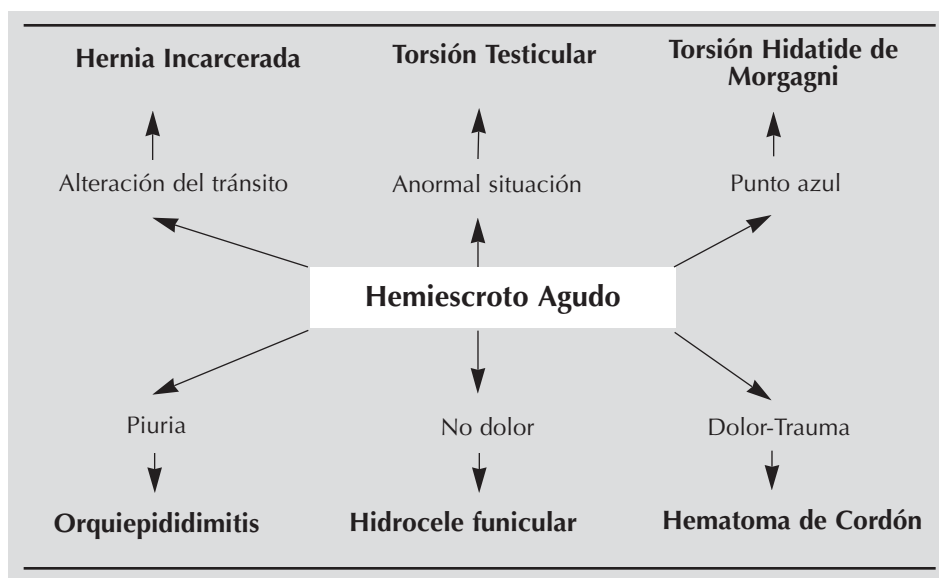 Hernia Incarcerada
Torsión Testicular
Torsión Hidatide de
Morgagni
Alteración del tránsito
Anormal situación
Punto azul
Hemiescroto Agudo
Piuria
No dolor
Dolor-Trauma
Orquiepididimitis
Hidrocele funicular
Hematoma de Cordón